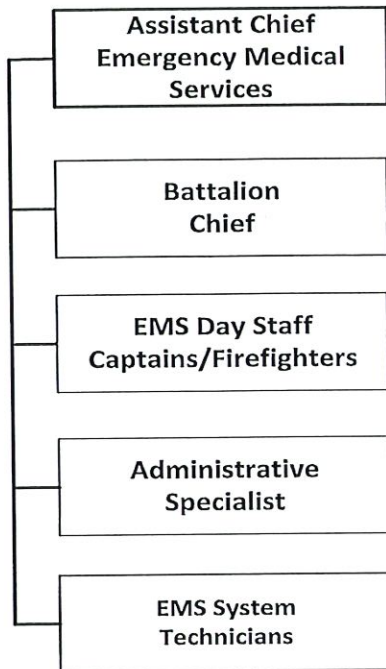 Assistant Chief
Emergency Medical
Services
Battalion
Chief
EMS Day Staff
Captains/Firefighters
Administrative
Specialist
EMS System
Technicians